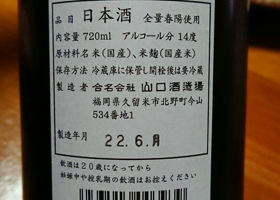 品目 日本酒 全量春陽使用
内容量 720ml アルコール分 14度
原材料名 米(国産)、米麹(国産米)
保存方法 冷蔵庫に保管し開栓後は要冷蔵
製造者 合名会社 山口酒造場
福岡県久留米市北野町今山
534番地1
製造年月 22.6.月
飲酒は20歳になってから
妊娠中や授乳期の飲酒はお控えください